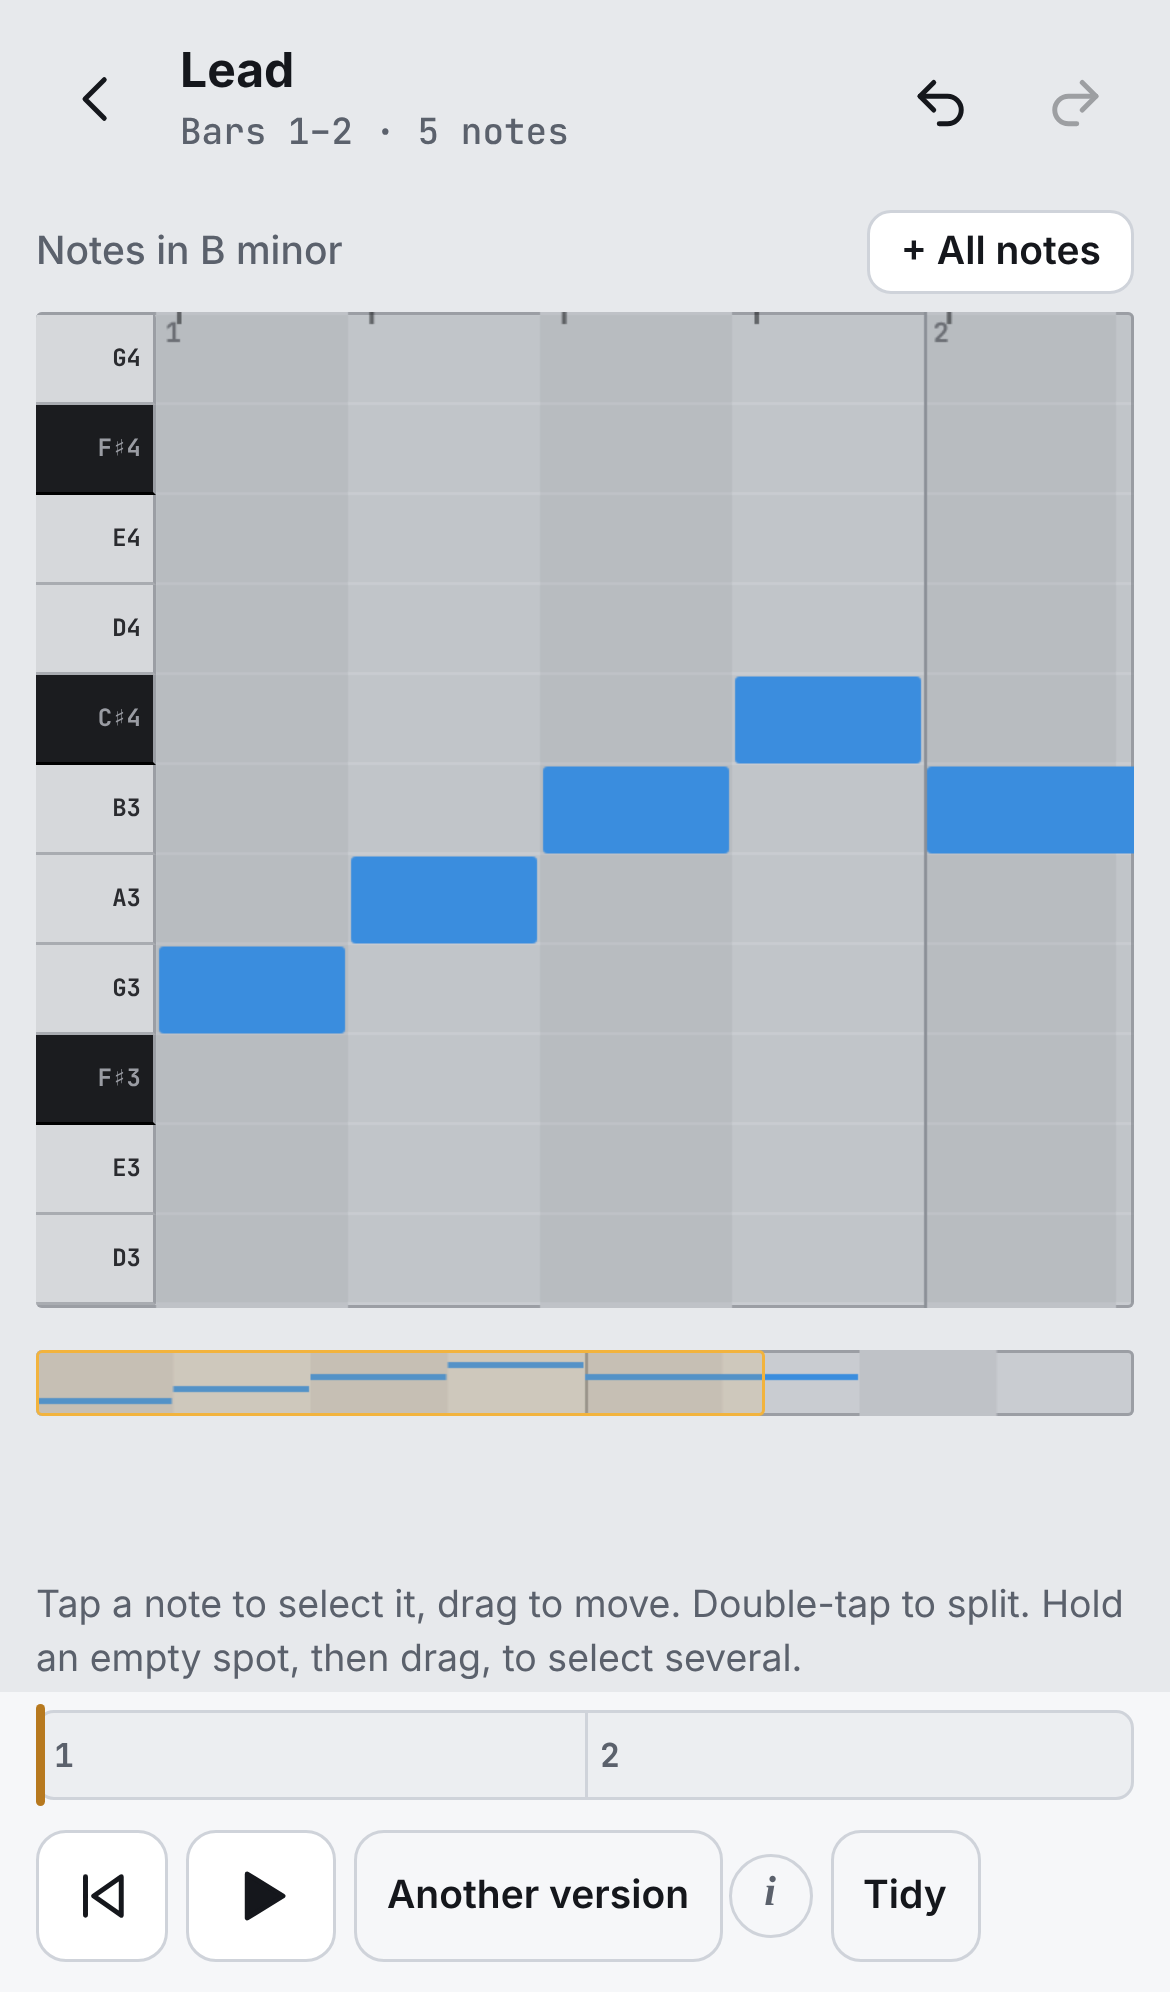 Lead
Bars 1–2 · 5 notes
Notes in B minor
+ All notes
1
2
G4
F♯4
E4
D4
C♯4
B3
A3
G3
F♯3
E3
D3
Tap a note to select it, drag to move. Double-tap to split. Hold
an empty spot, then drag, to select several.
1
2
Another version
i
Tidy